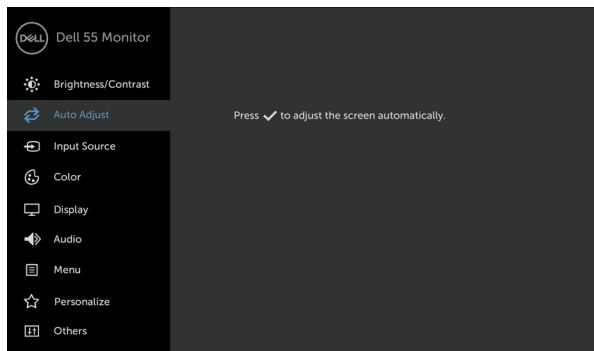 DELL
Dell 55 Monitor
Brightness/Contrast
Auto Adjust
Press ✓ to adjust the screen automatically.
Input Source
Color
Display
Audio
Menu
Personalize
Others